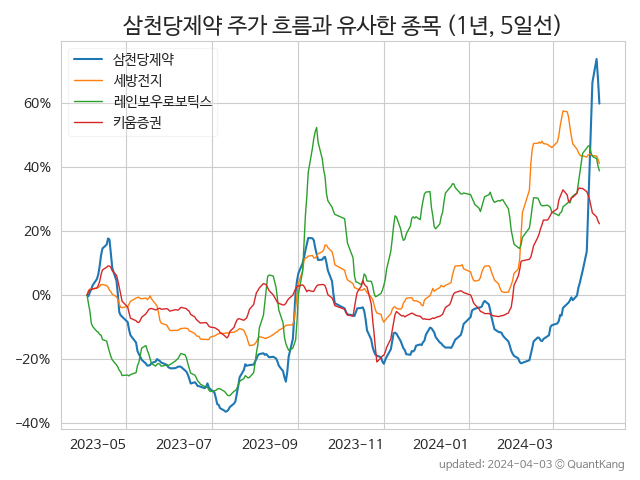 삼천당제약 주가 흐름과 유사한 종목 (1년, 5일선)
삼천당제약
세방전지
레인보우로보틱스
키움증권
60%
40%
20%
0%
−20%
−40%
2023-05 2023-07 2023-09 2023-11 2024-01 2024-03
updated: 2024-04-03 © QuantKang